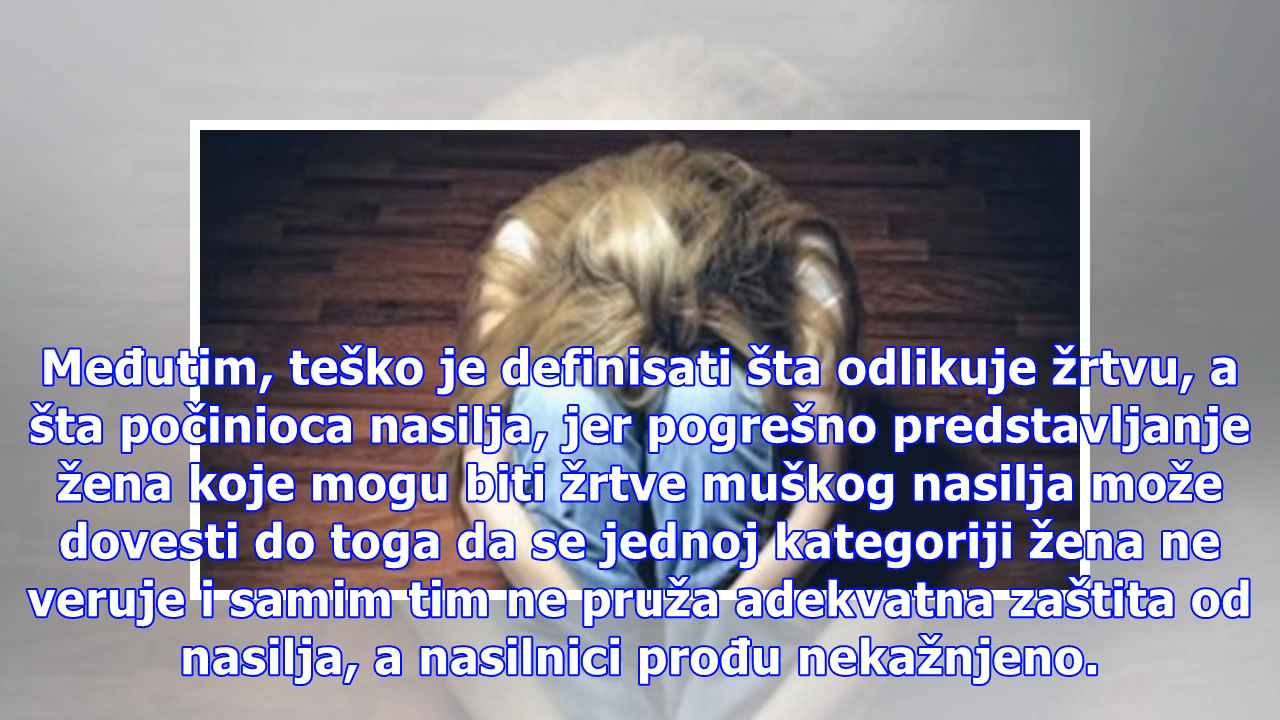 Međutim, teško je definisati šta odlikuje žrtvu, a
šta počinioca nasilja, jer pogrešno predstavljanje
žena koje mogu biti žrtve muškog nasilja može
dovesti do toga da se jednoj kategoriji žena ne
veruje i samim tim ne pruža adekvatna zaštita od
nasilja, a nasilnici prođu nekažnjeno.